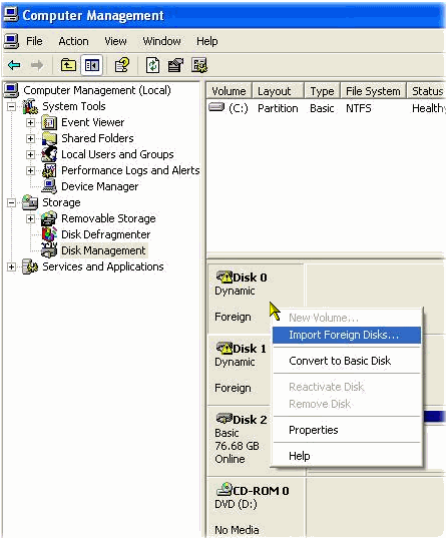 Computer Management
File Action View Window Help
Computer Management (Local)
System Tools
Event Viewer
Shared Folders
Local Users and Groups
Performance Logs and Alerts
Device Manager
Storage
Removable Storage
Disk Defragmenter
Disk Management
Services and Applications
Volume Layout Type File System Status
(C:) Partition Basic NTFS Healthy
Disk 0
Dynamic
Foreign
Disk 1
Dynamic
Foreign
Disk 2
Basic
76.68 GB
Online
CD-ROM 0
DVD (D:)
No Media
New Volume...
Import Foreign Disks...
Convert to Basic Disk
Reactivate Disk
Remove Disk
Properties
Help